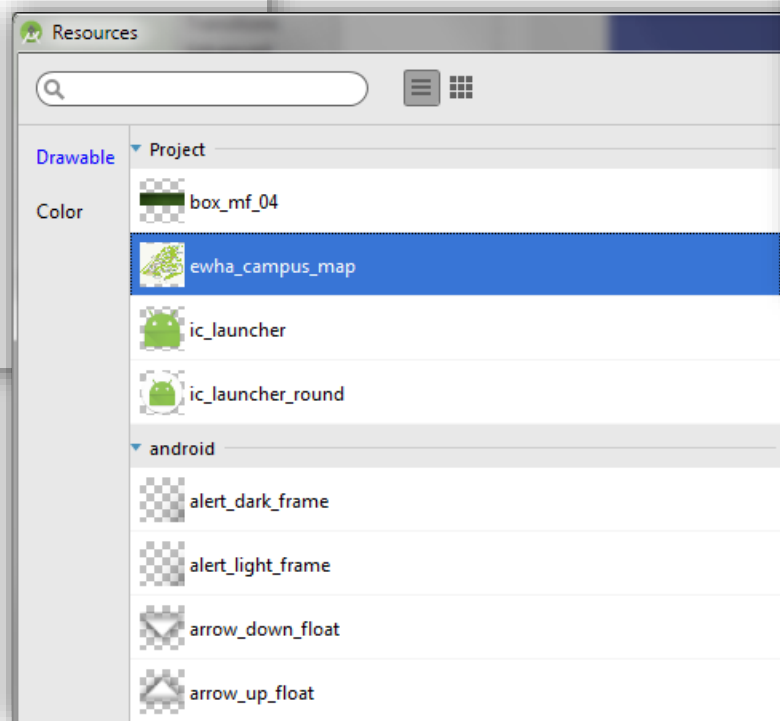 Resources
Drawable
Color
Project
box_mf_04
ewha_campus_map
ic_launcher
ic_launcher_round
android
alert_dark_frame
alert_light_frame
arrow_down_float
arrow_up_float